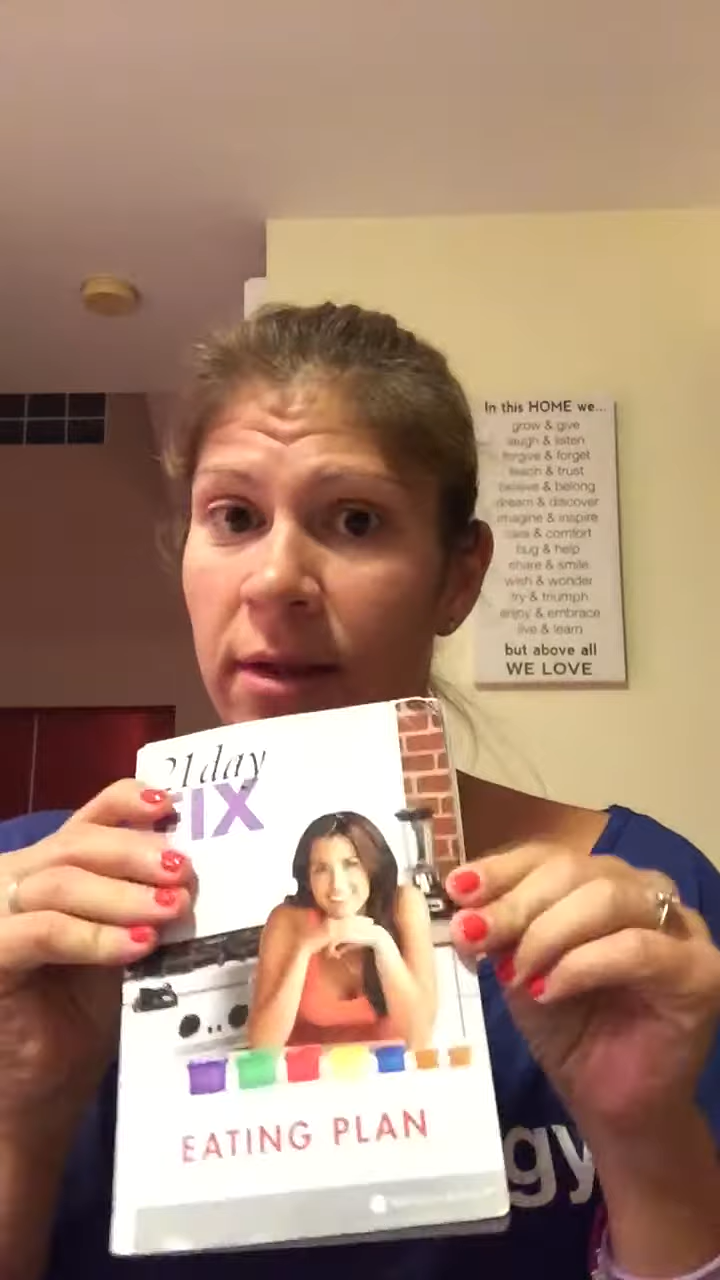 In this HOME we...
grow & give
laugh & listen
forgive & forget
teach & trust
believe & belong
dream & discover
imagine & inspire
care & comfort
hug & help
share & smile
wish & wonder
try & triumph
enjoy & embrace
live & learn
but above all
WE LOVE
21 day
FIX
EATING PLAN
gy